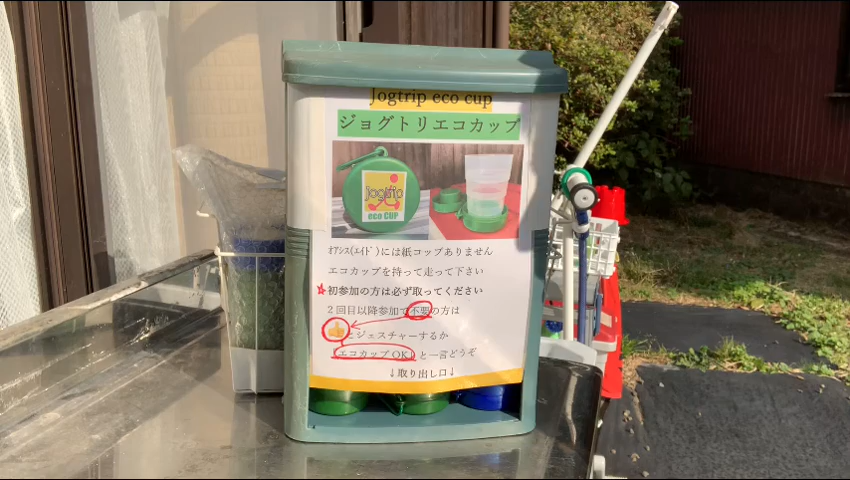 Jogtrip eco cup
ジョグトリエコカップ
Jogtrip
eco CUP
ｵｱｼｽ(ｴｲﾄﾞ)には紙コップありません
エコカップを持って走って下さい
☆初参加の方は必ず取ってください
２回目以降参加で不要の方は
👍とジェスチャーするか
「エコカップOK」と一言どうぞ
↓取り出し口↓